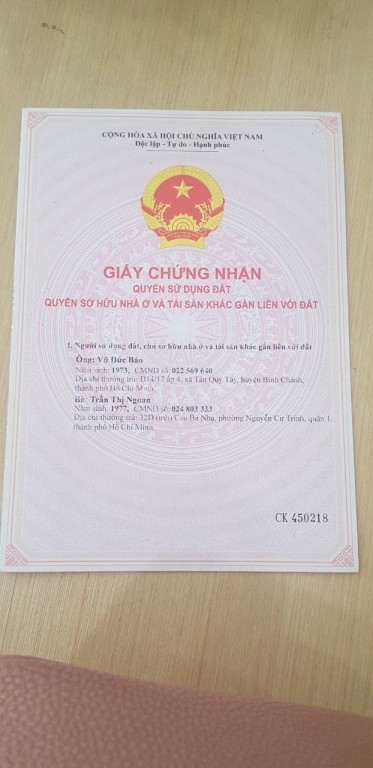 CỘNG HÒA XÃ HỘI CHỦ NGHĨA VIỆT NAM
Độc lập - Tự do - Hạnh phúc
GIẤY CHỨNG NHẬN
QUYỀN SỬ DỤNG ĐẤT
QUYỀN SỞ HỮU NHÀ Ở VÀ TÀI SẢN KHÁC GẮN LIỀN VỚI ĐẤT
I. Người sử dụng đất, chủ sở hữu nhà ở và tài sản khác gắn liền với đất
Ông: Vũ Đức Bảo
Năm sinh: 1973, CMND số: 022 569 640
Địa chỉ thường trú: D14/17 ấp 4, xã Tân Quý Tây, huyện Bình Chánh,
thành phố Hồ Chí Minh.
Bà: Trần Thị Ngoan
Năm sinh: 1977, CMND số: 024 803 333
Địa chỉ thường trú: 32D (trệt) Cao Bá Nhạ, phường Nguyễn Cư Trinh, quận 1,
thành phố Hồ Chí Minh.
CK 450218